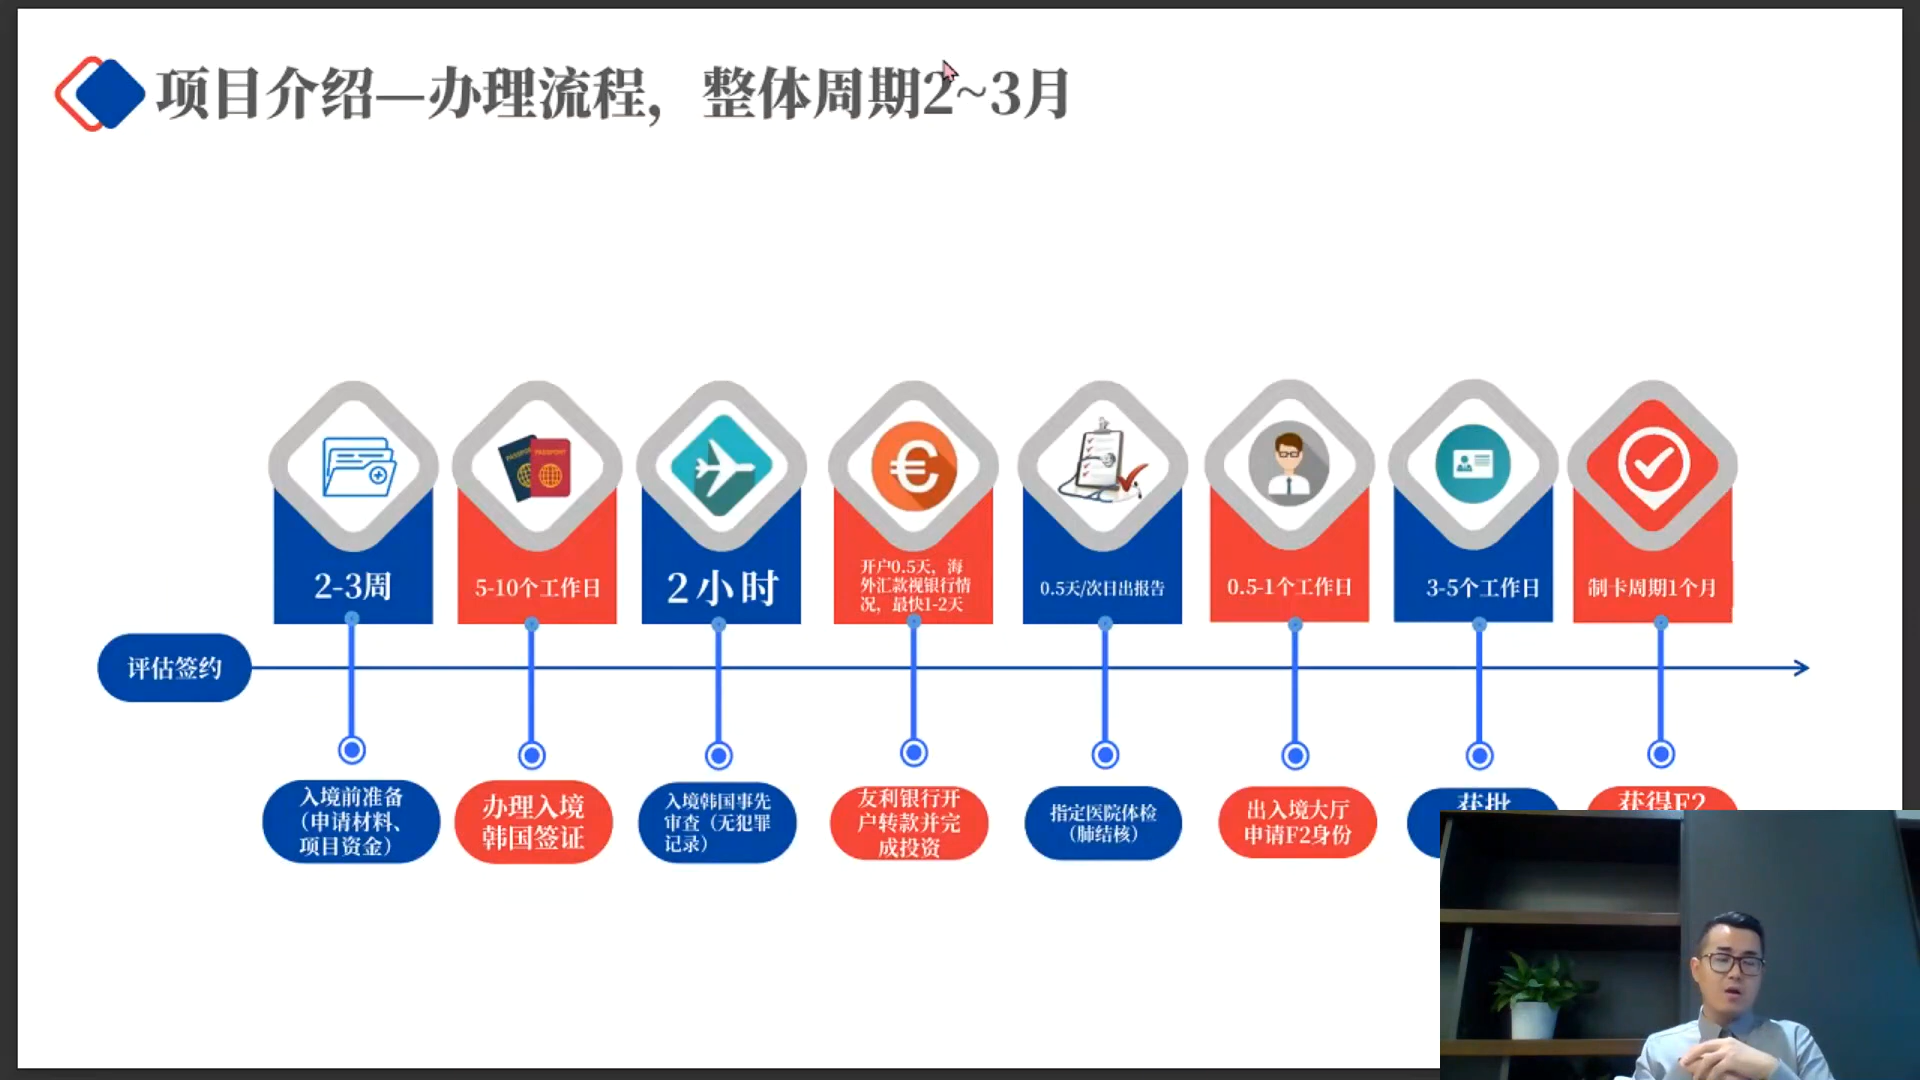 项目介绍—办理流程，整体周期2~3月
2-3周
5-10个工作日
2小时
开户0.5天，海
外汇款视银行情
况，最快1-2天
0.5天/次日出报告
0.5-1个工作日
3-5个工作日
制卡周期1个月
评估签约
入境前准备
（申请材料、
项目资金）
办理入境
韩国签证
入境韩国事先
审查（无犯罪
记录）
友利银行开
户转款并完
成投资
指定医院体检
（肺结核）
出入境大厅
申请F2身份
获批
获得F2
PASSPORT